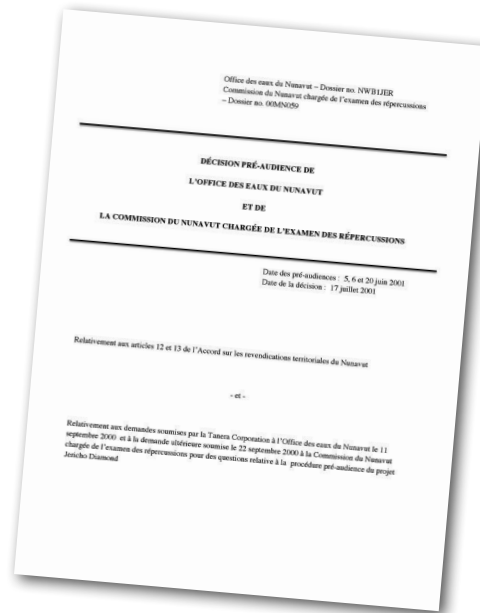 Office des eaux du Nunavut – Dossier no. NWB1JER
Commission du Nunavut chargée de l'examen des répercussions
– Dossier no. 00MN059
DÉCISION PRÉ-AUDIENCE DE
L'OFFICE DES EAUX DU NUNAVUT
ET DE
LA COMMISSION DU NUNAVUT CHARGÉE DE L'EXAMEN DES RÉPERCUSSIONS
Date des pré-audiences : 5, 6 et 20 juin 2001
Date de la décision : 17 juillet 2001
Relativement aux articles 12 et 13 de l'Accord sur les revendications territoriales du Nunavut
- et -
Relativement aux demandes soumises par la Tanera Corporation à l'Office des eaux du Nunavut le 11
septembre 2000 et à la demande ultérieure soumise le 22 septembre 2000 à la Commission du Nunavut
chargée de l'examen des répercussions pour des questions relative à la procédure pré-audience du projet
Jericho Diamond